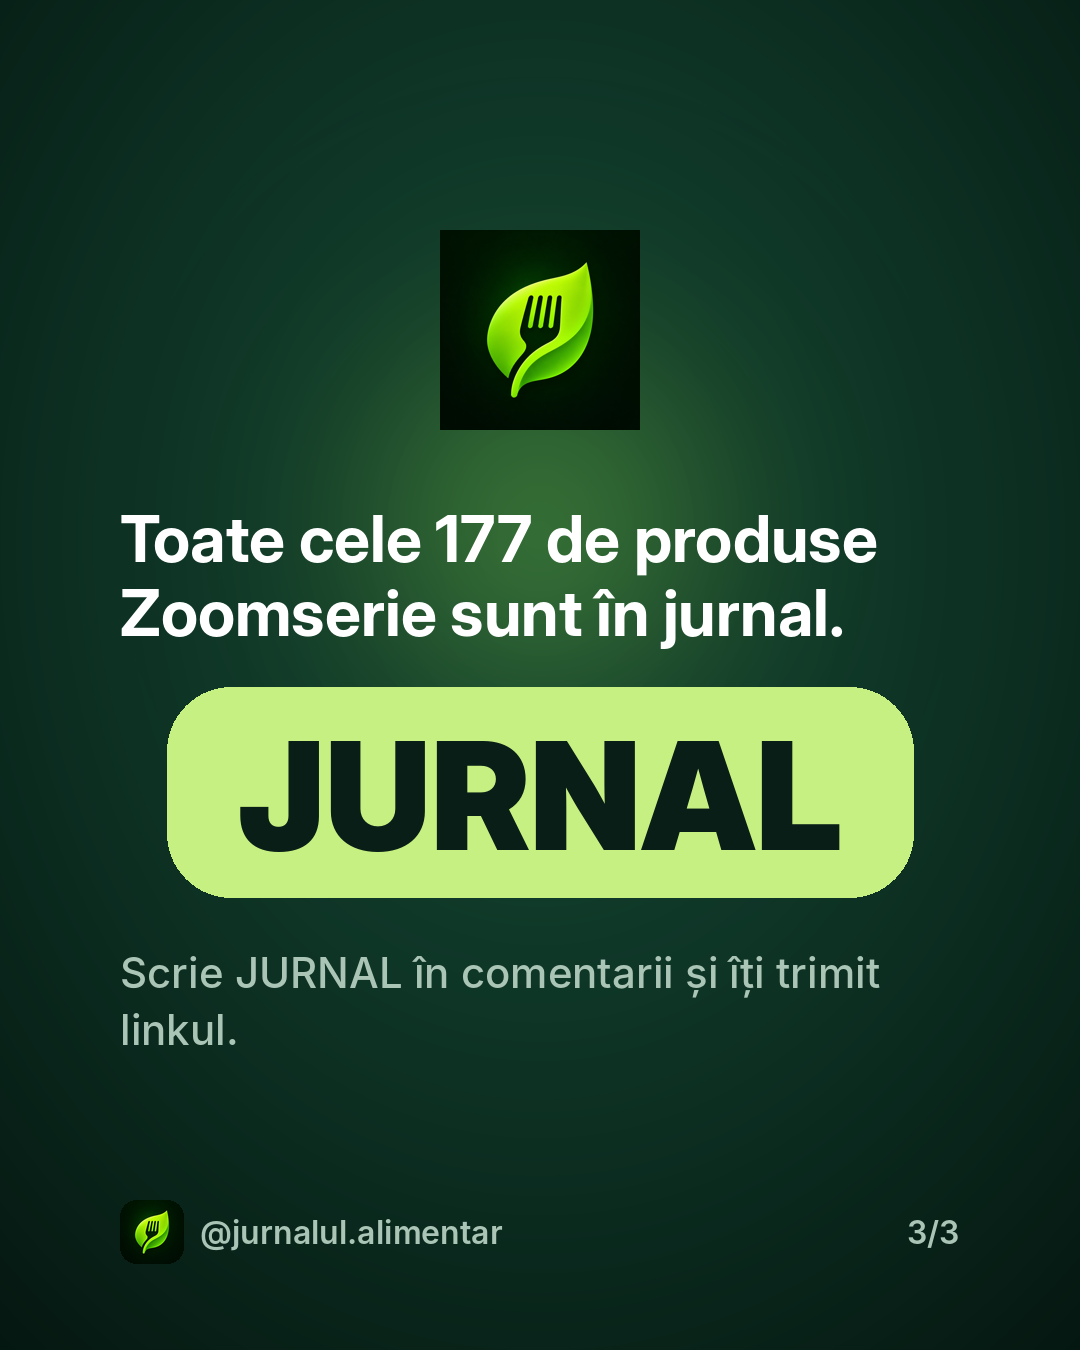 Toate cele 177 de produse
Zoomserie sunt în jurnal.
JURNAL
Scrie JURNAL în comentarii și îți trimit
linkul.
@jurnalul.alimentar
3/3